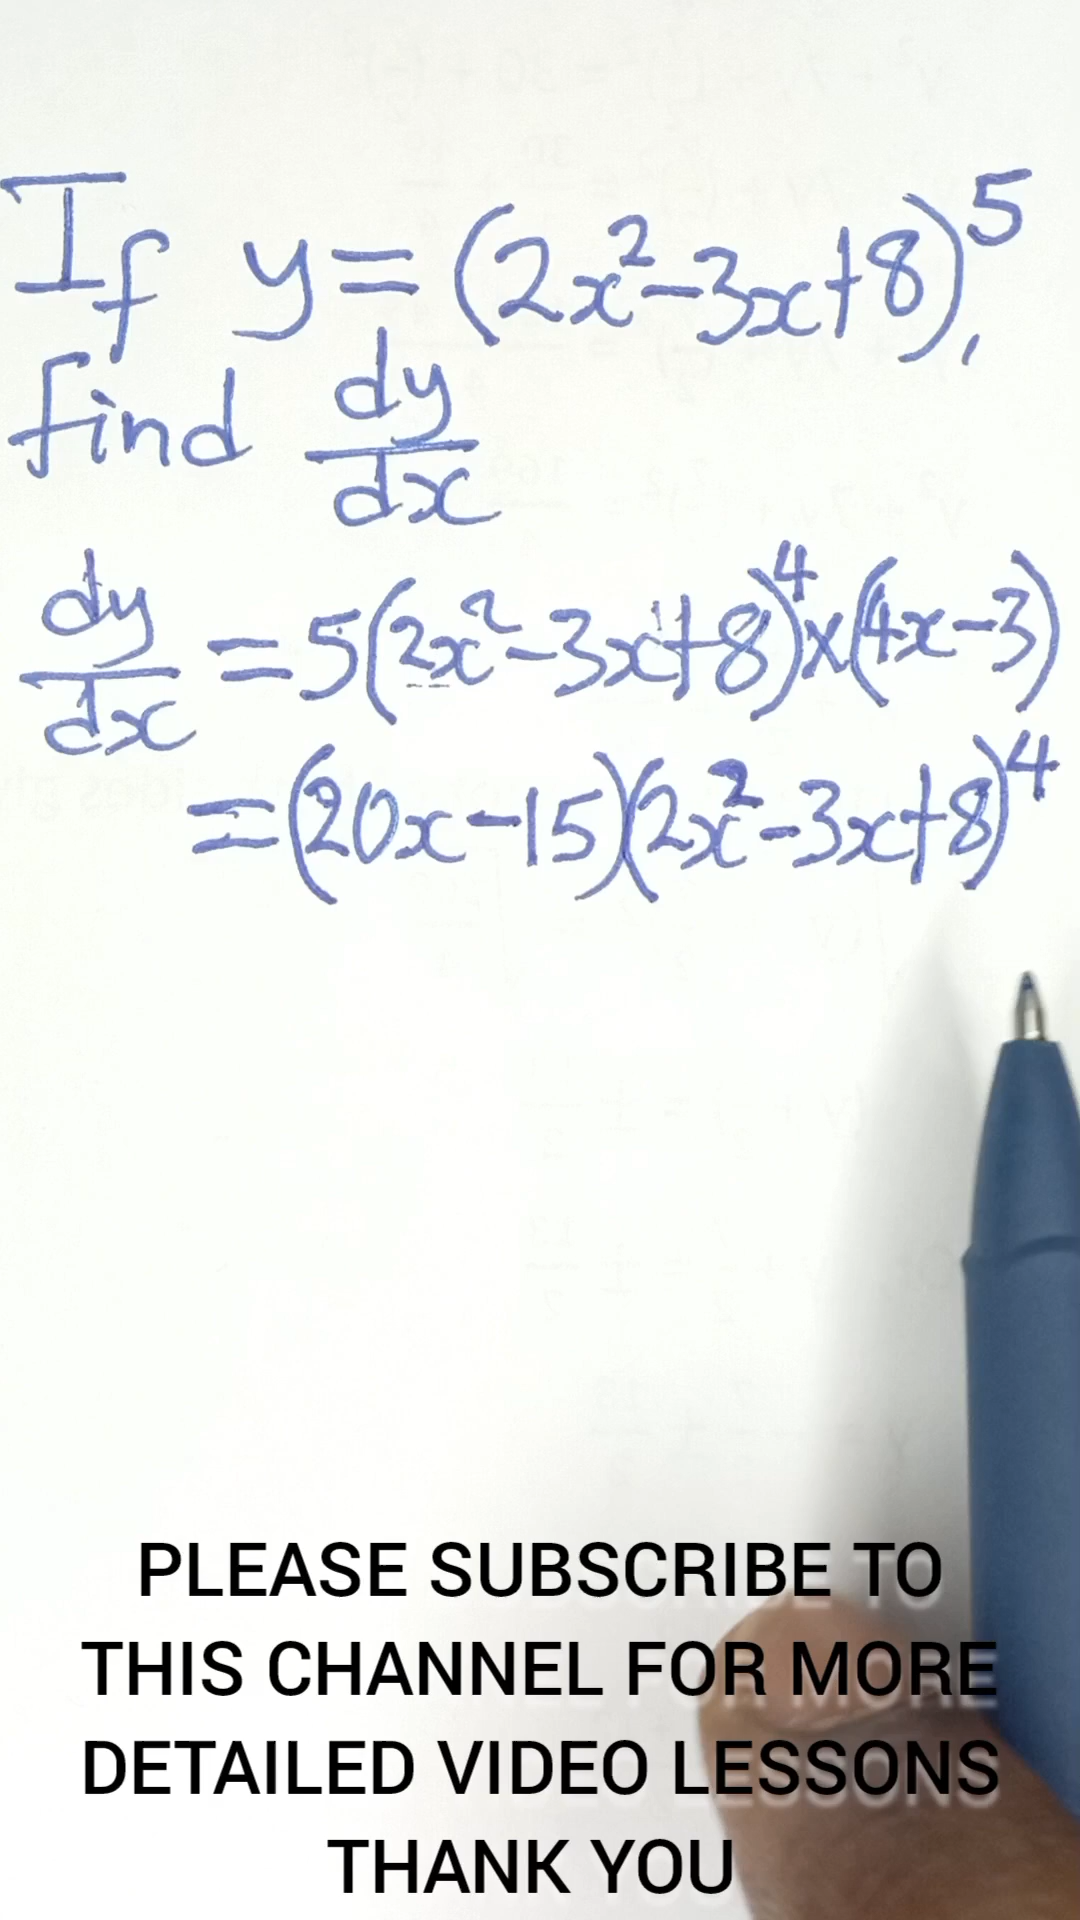 If y = (2x²-3x+8)⁵,
find dy/dx
dy/dx = 5(2x²-3x+8)⁴×(4x-3)
= (20x-15)(2x²-3x+8)⁴
PLEASE SUBSCRIBE TO
THIS CHANNEL FOR MORE
DETAILED VIDEO LESSONS
THANK YOU